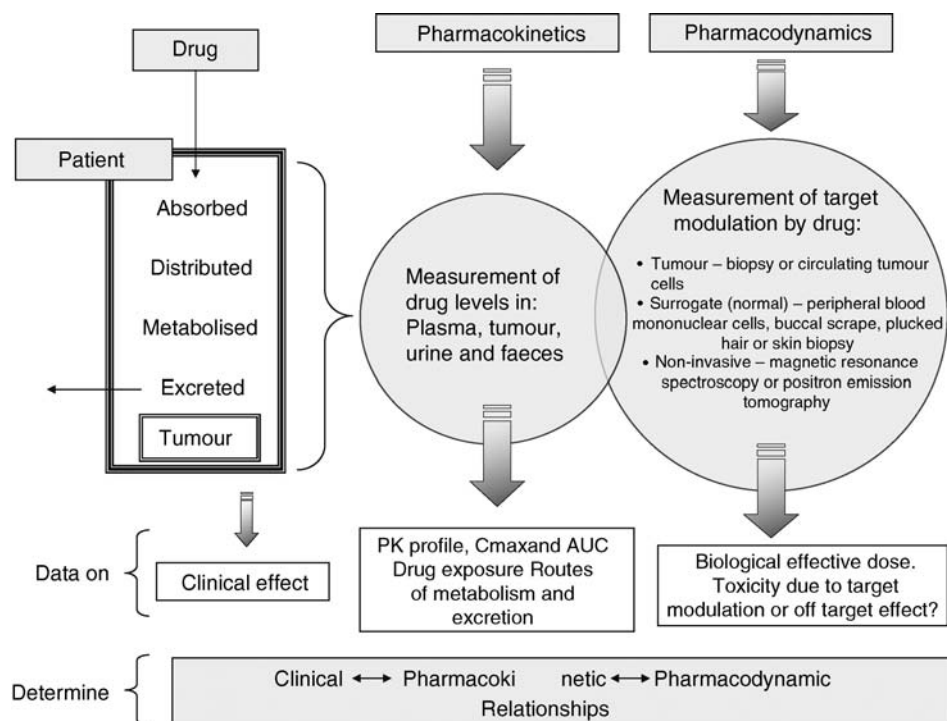 Drug
Pharmacokinetics
Pharmacodynamics
Patient
Absorbed
Distributed
Metabolised
Excreted
Tumour
Measurement of
drug levels in:
Plasma, tumour,
urine and faeces
Measurement of target
modulation by drug:
• Tumour – biopsy or circulating tumour
cells
• Surrogate (normal) – peripheral blood
mononuclear cells, buccal scrape, plucked
hair or skin biopsy
• Non-invasive – magnetic resonance
spectroscopy or positron emission
tomography
Data on
Clinical effect
PK profile, Cmaxand AUC
Drug exposure Routes
of metabolism and
excretion
Biological effective dose.
Toxicity due to target
modulation or off target effect?
Determine
Clinical ↔ Pharmacoki netic ↔ Pharmacodynamic
Relationships